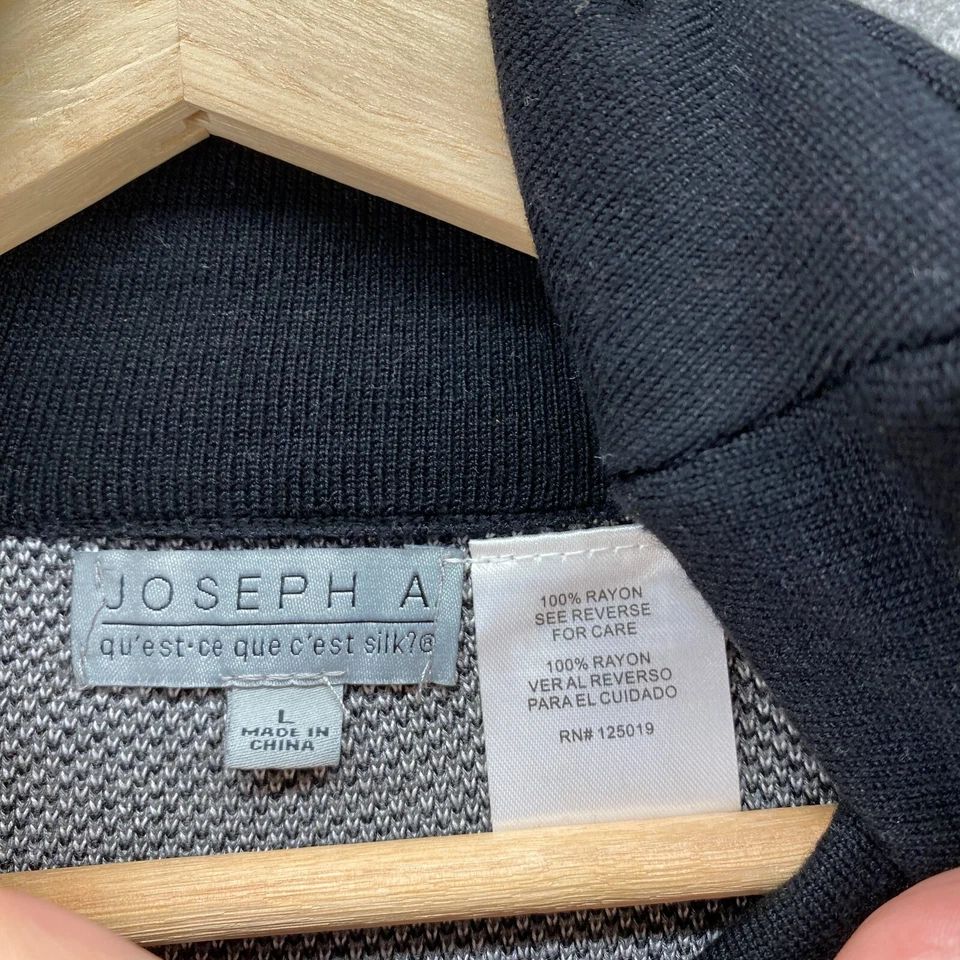 JOSEPH A
qu'est-ce que c'est silk?®
L
MADE IN
CHINA
100% RAYON
SEE REVERSE
FOR CARE
100% RAYON
VER AL REVERSO
PARA EL CUIDADO
RN# 125019